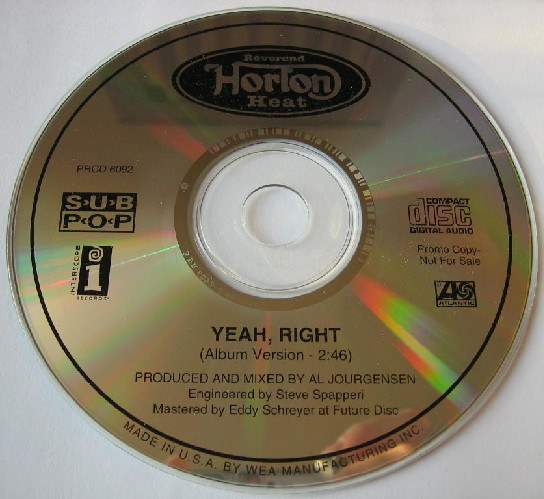 Reverend
Horton
Heat
PRCD 6092
SUB
POP
INTERSCOPE
RECORDS
COMPACT
disc
DIGITAL AUDIO
Promo Copy-
Not For Sale
ATLANTIC
YEAH, RIGHT
(Album Version - 2:46)
PRODUCED AND MIXED BY AL JOURGENSEN
Engineered by Steve Spapperi
Mastered by Eddy Schreyer at Future Disc
MADE IN U.S.A. BY WEA MANUFACTURING INC.